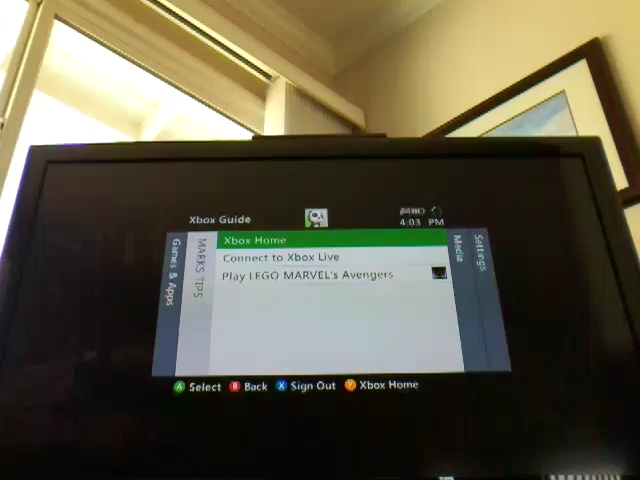 Xbox Guide
4:03 PM
Games & Apps
MARKS TIPS
Xbox Home
Connect to Xbox Live
Play LEGO MARVEL's Avengers
Media
Settings
A Select B Back X Sign Out Y Xbox Home